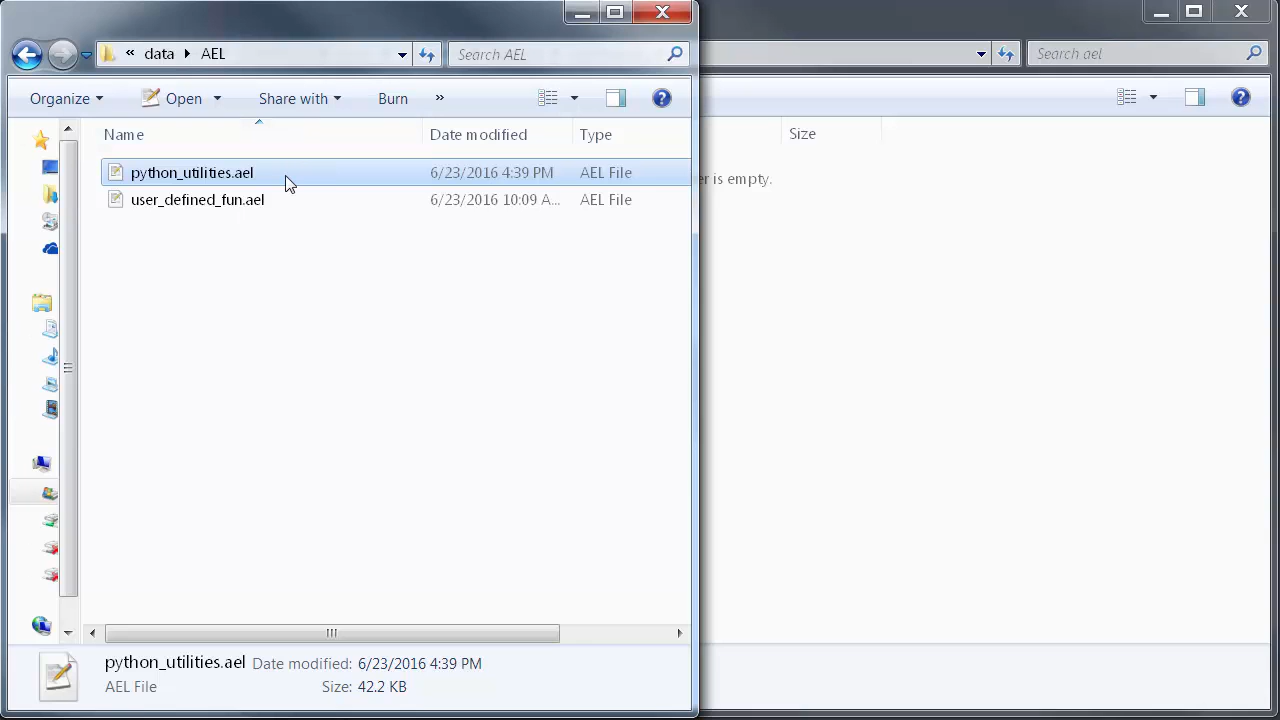 « data AEL
Search AEL
Search ael
Organize Open Share with Burn »
Name Date modified Type
Size
python_utilities.ael 6/23/2016 4:39 PM AEL File
r is empty.
user_defined_fun.ael 6/23/2016 10:09 A... AEL File
python_utilities.ael Date modified: 6/23/2016 4:39 PM
AEL File Size: 42.2 KB